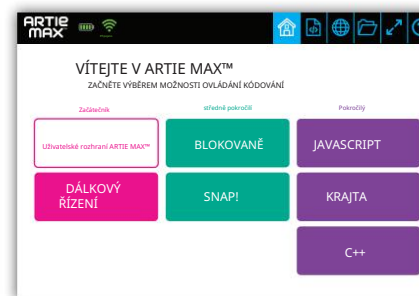 ARTIE
MAX
VÍTEJTE V ARTIE MAX™
ZAČNĚTE VÝBĚREM MOŽNOSTI OVLÁDÁNÍ KÓDOVÁNÍ
Začátečník
středně pokročilí
Pokročilý
Uživatelské rozhraní ARTIE MAX™
BLOKOVANĚ
JAVASCRIPT
DÁLKOVÝ
ŘÍZENÍ
SNAP!
KRAJTA
C++